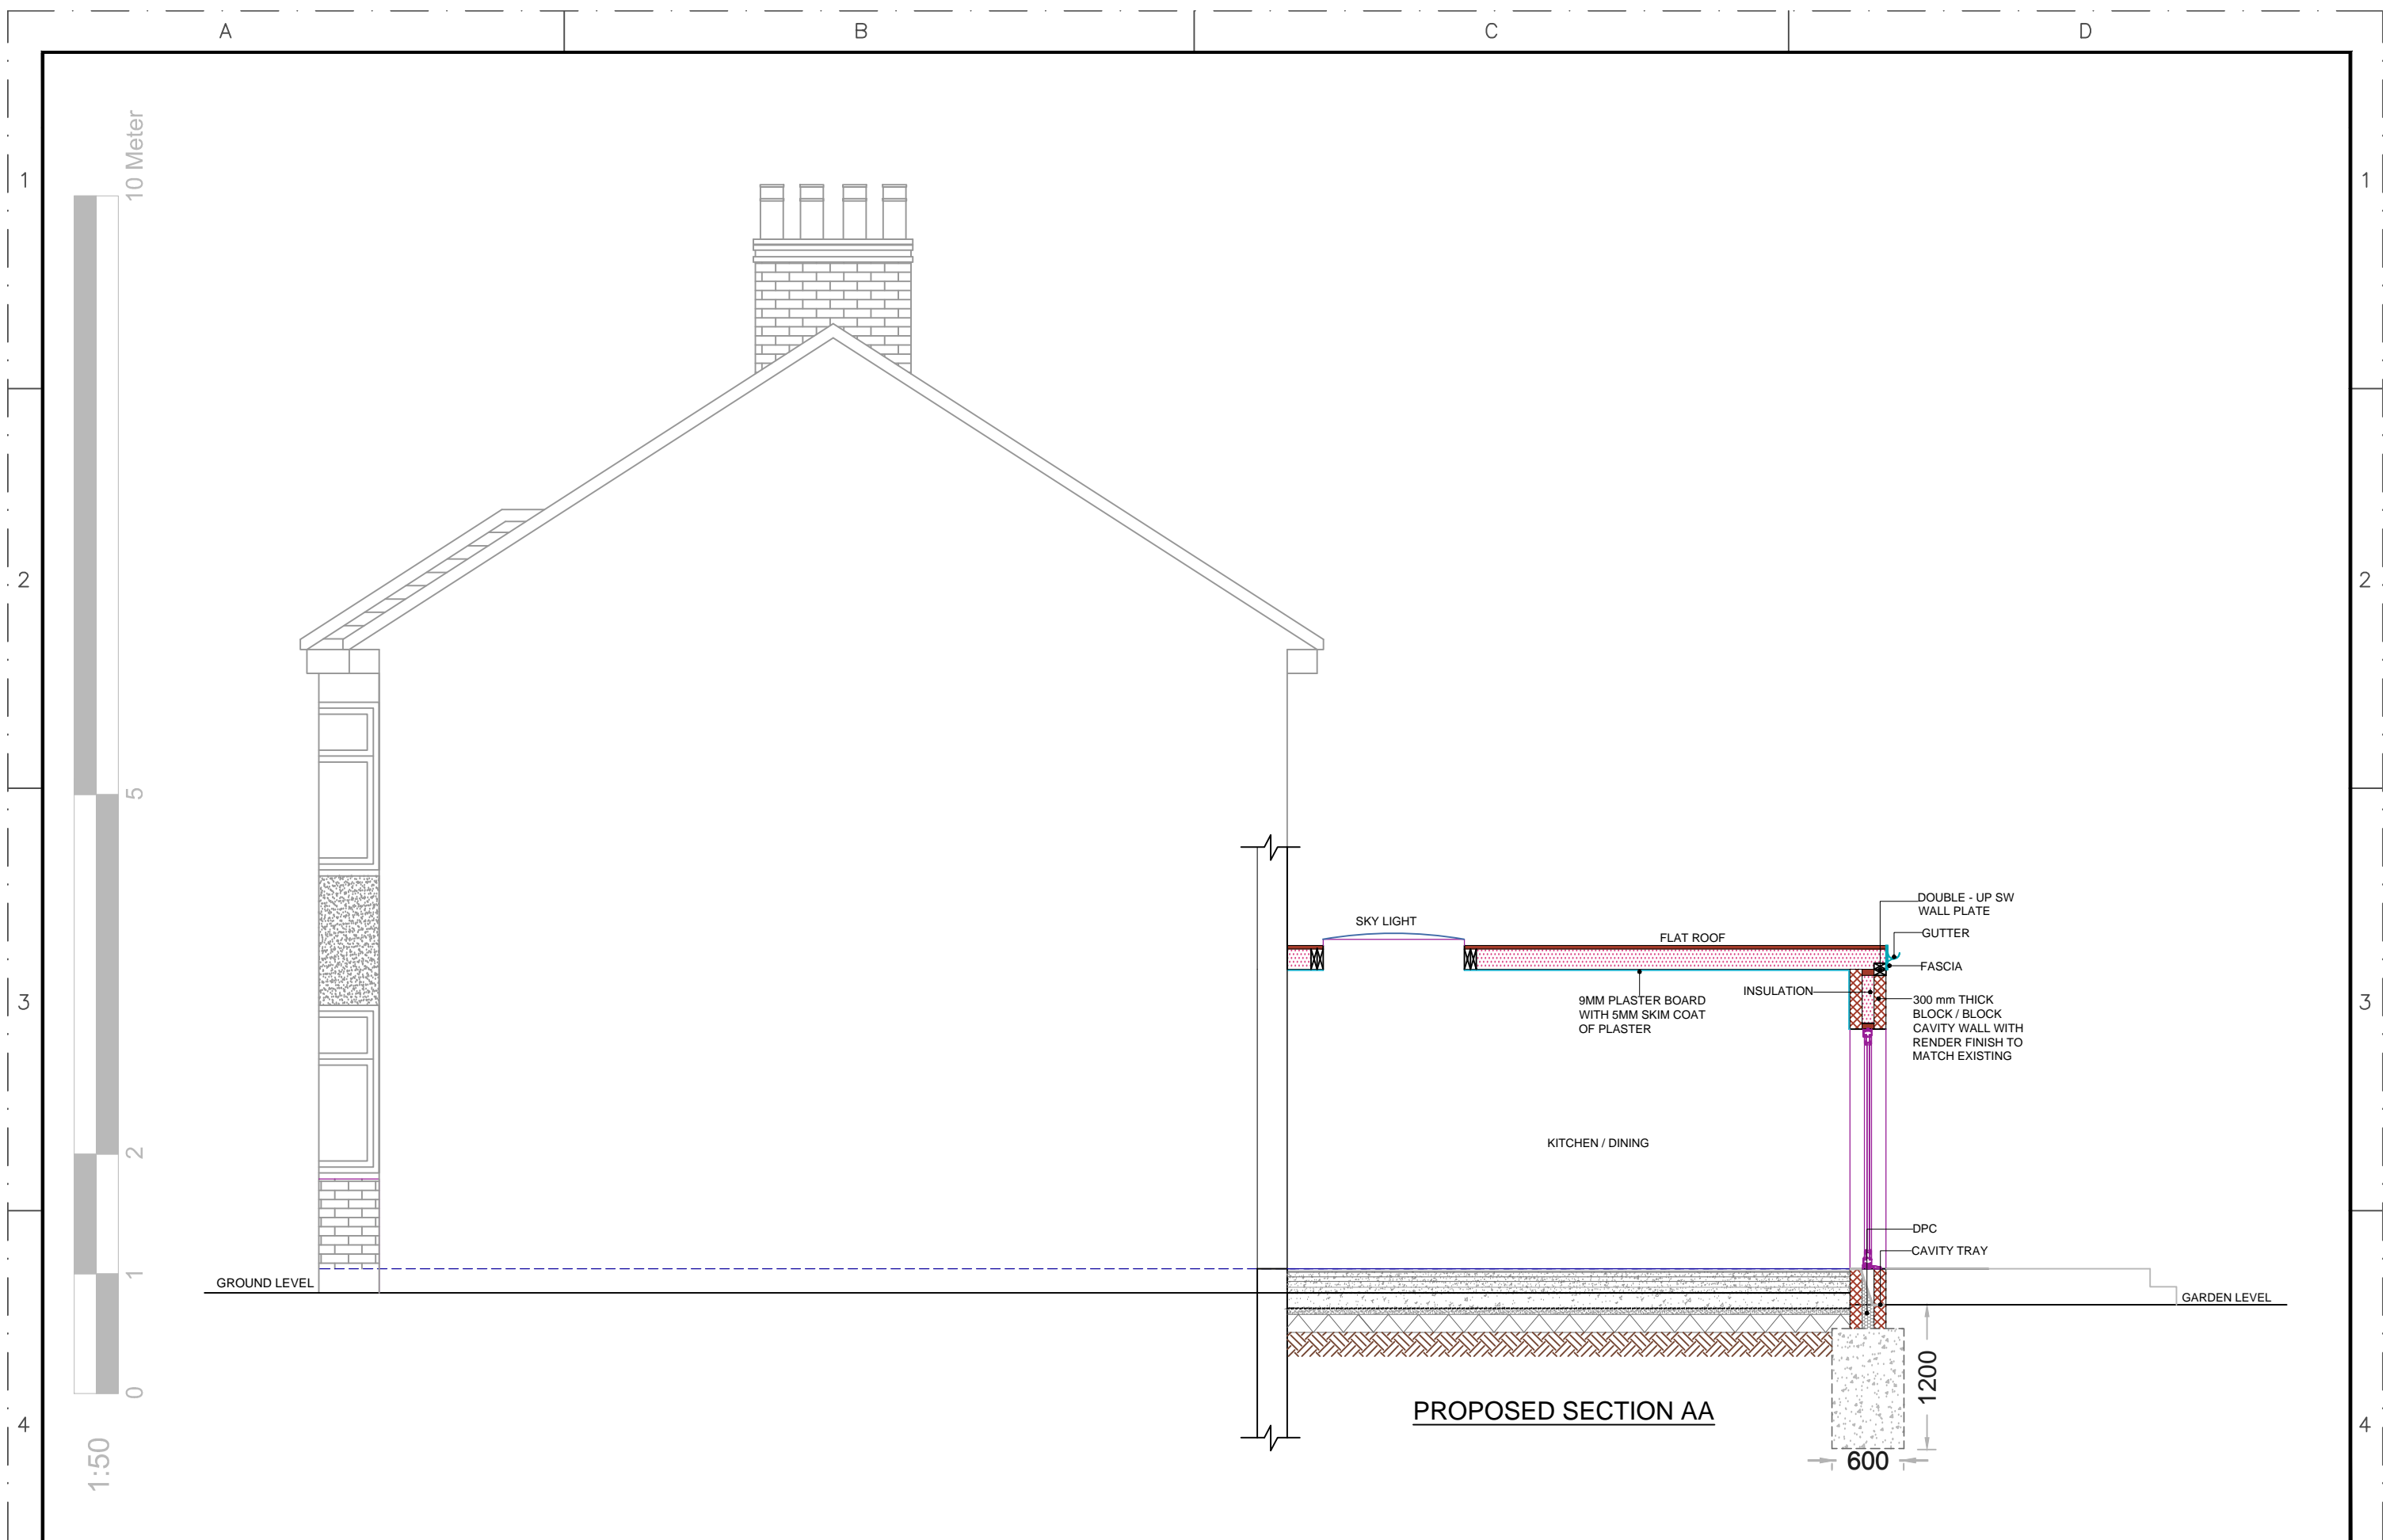 A
B
C
D
1
1
10 Meter
2
2
5
SKY LIGHT
FLAT ROOF
DOUBLE - UP SW
WALL PLATE
GUTTER
FASCIA
INSULATION
9MM PLASTER BOARD
WITH 5MM SKIM COAT
OF PLASTER
300 mm THICK
BLOCK / BLOCK
CAVITY WALL WITH
RENDER FINISH TO
MATCH EXISTING
3
3
KITCHEN / DINING
2
DPC
CAVITY TRAY
1
GROUND LEVEL
GARDEN LEVEL
0
1200
PROPOSED SECTION AA
600
4
4
1:50